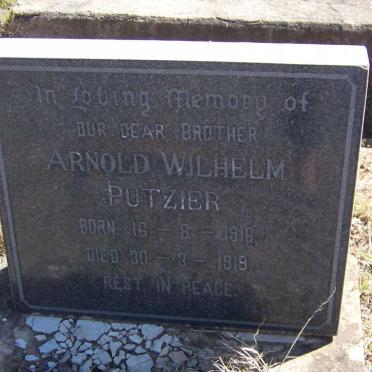 In Loving Memory of
OUR DEAR BROTHER
ARNOLD WILHELM
PUTZIER
BORN 16 - 8 - 1916
DIED 30 - 3 - 1919.
REST IN PEACE.